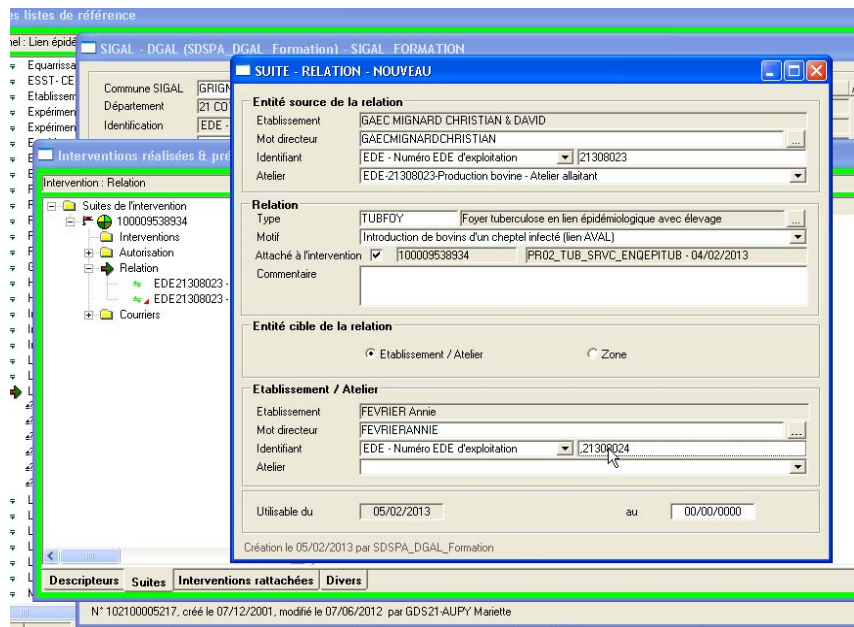 es listes de référence
nel : Lien épidé
Equarrissa
ESST- CE
Etablissem
Expérimen
Expérimen
SIGAL - DGAL (SDSPA_DGAL_Formation) - SIGAL_FORMATION
Commune SIGAL GRIGN
Département 21 CO
Identification EDE -
Interventions réalisées & pré
Intervention : Relation
Suites de l'intervention
100009538934
Interventions
Autorisation
Relation
EDE21308023 -
EDE21308023 -
Courriers
Descripteurs Suites Interventions rattachées Divers
N° 102100005217, créé le 07/12/2001, modifié le 07/06/2012 par GDS21-AUPY Mariette
SUITE - RELATION - NOUVEAU
Entité source de la relation
Etablissement GAEC MIGNARD CHRISTIAN & DAVID
Mot directeur GAECMIGNARDCHRISTIAN ...
Identifiant EDE - Numéro EDE d'exploitation 21308023
Atelier EDE-21308023-Production bovine - Atelier allaitant
Relation
Type TUBFOY Foyer tuberculose en lien épidémiologique avec élevage ...
Motif Introduction de bovins d'un cheptel infecté (lien AVAL)
Attaché à l'intervention 100009538934 PR02_TUB_SRVC_ENQEPITUB - 04/02/2013
Commentaire
Entité cible de la relation
Etablissement / Atelier Zone
Etablissement / Atelier
Etablissement FEVRIER Annie
Mot directeur FEVRIERANNIE ...
Identifiant EDE - Numéro EDE d'exploitation ,21308024
Atelier
Utilisable du 05/02/2013 au 00/00/0000
Création le 05/02/2013 par SDSPA_DGAL_Formation